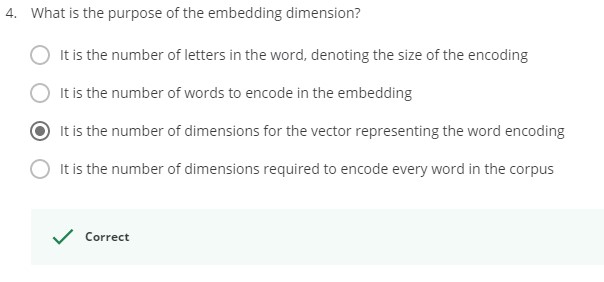 4. What is the purpose of the embedding dimension?
It is the number of letters in the word, denoting the size of the encoding
It is the number of words to encode in the embedding
It is the number of dimensions for the vector representing the word encoding
It is the number of dimensions required to encode every word in the corpus
Correct